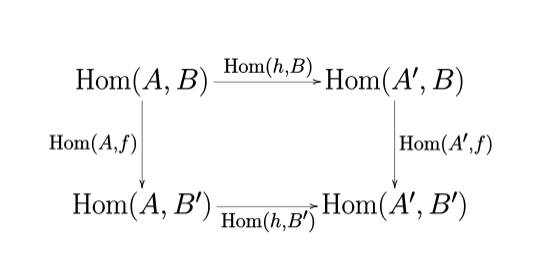 Hom(A, B) Hom(h,B) Hom(A′, B)
Hom(A,f) Hom(A′,f)
Hom(A, B′) Hom(h,B′) Hom(A′, B′)